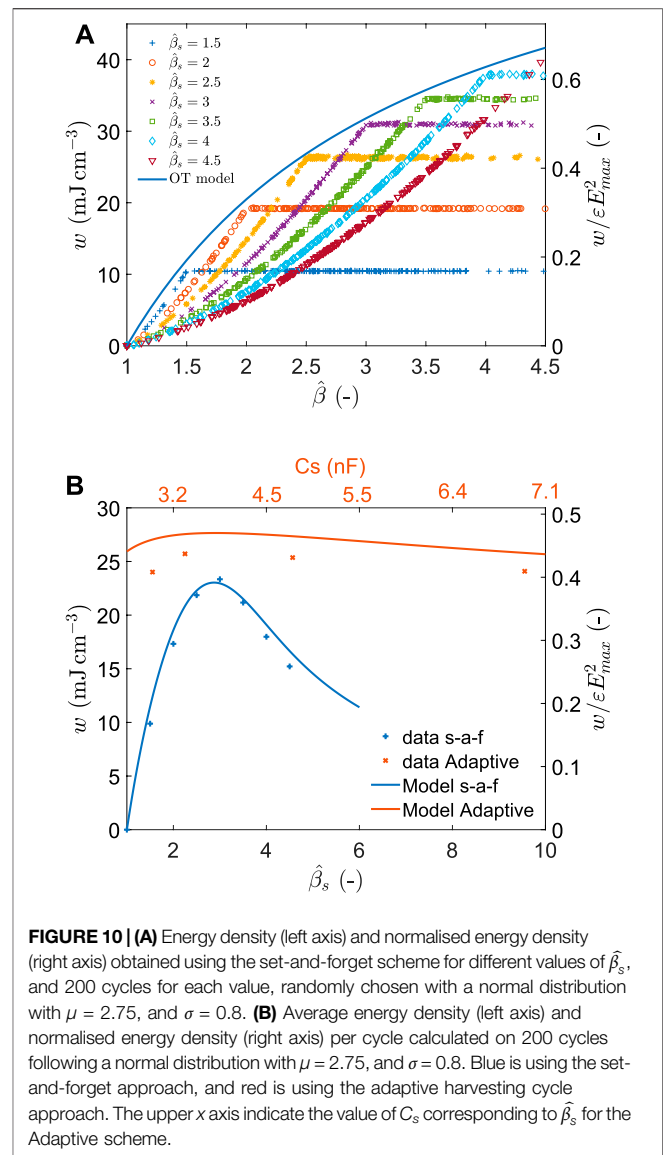 A
40
30
20
10
0
w (mJ cm⁻³)
β̂ₛ = 1.5
β̂ₛ = 2
β̂ₛ = 2.5
β̂ₛ = 3
β̂ₛ = 3.5
β̂ₛ = 4
β̂ₛ = 4.5
OT model
0.6
0.4
0.2
0
w/εE²ₘₐₓ (-)
1 1.5 2 2.5 3 3.5 4 4.5
β̂ (-)
B
Cs (nF)
3.2 4.5 5.5 6.4 7.1
30
25
20
15
10
5
0
w (mJ cm⁻³)
0.5
0.4
0.3
0.2
0.1
0
w/εE²ₘₐₓ (-)
data s-a-f
data Adaptive
Model s-a-f
Model Adaptive
2 4 6 8 10
β̂ₛ (-)
FIGURE 10 | (A) Energy density (left axis) and normalised energy density
(right axis) obtained using the set-and-forget scheme for different values of β̂ₛ,
and 200 cycles for each value, randomly chosen with a normal distribution
with μ = 2.75, and σ = 0.8. (B) Average energy density (left axis) and
normalised energy density (right axis) per cycle calculated on 200 cycles
following a normal distribution with μ = 2.75, and σ = 0.8. Blue is using the set-
and-forget approach, and red is using the adaptive harvesting cycle
approach. The upper x axis indicate the value of Cₛ corresponding to β̂ₛ for the
Adaptive scheme.